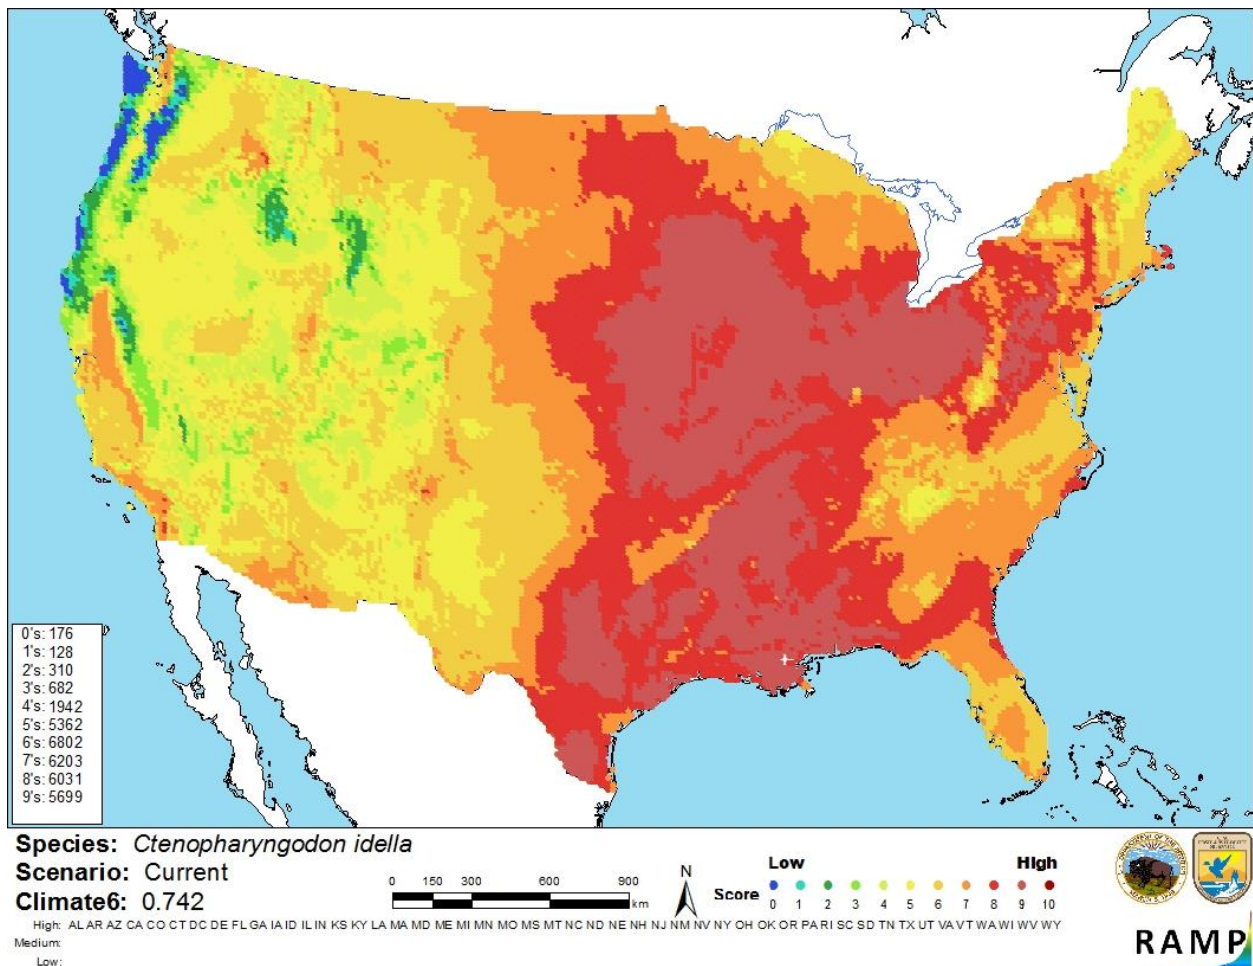 0's: 176
1's: 128
2's: 310
3's: 682
4's: 1942
5's: 5362
6's: 6802
7's: 6203
8's: 6031
9's: 5699
Species: Ctenopharyngodon idella
Scenario: Current
Climate6: 0.742
0 150 300 600 900
km
N
Low High
Score
0 1 2 3 4 5 6 7 8 9 10
High: AL AR AZ CA CO CT DC DE FL GA IA ID IL IN KS KY LA MA MD ME MI MN MO MS MT NC ND NE NH NJ NM NV NY OH OK OR PA RI SC SD TN TX UT VA VT WA WI WV WY
Medium:
Low:
RAMP